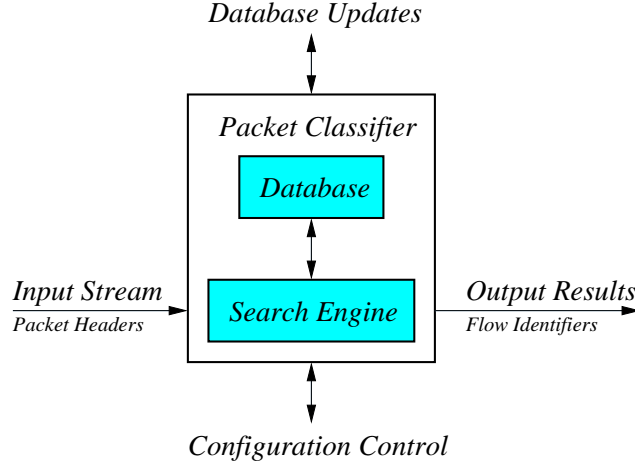 Database Updates
Packet Classifier
Database
Input Stream
Packet Headers
Search Engine
Output Results
Flow Identifiers
Configuration Control